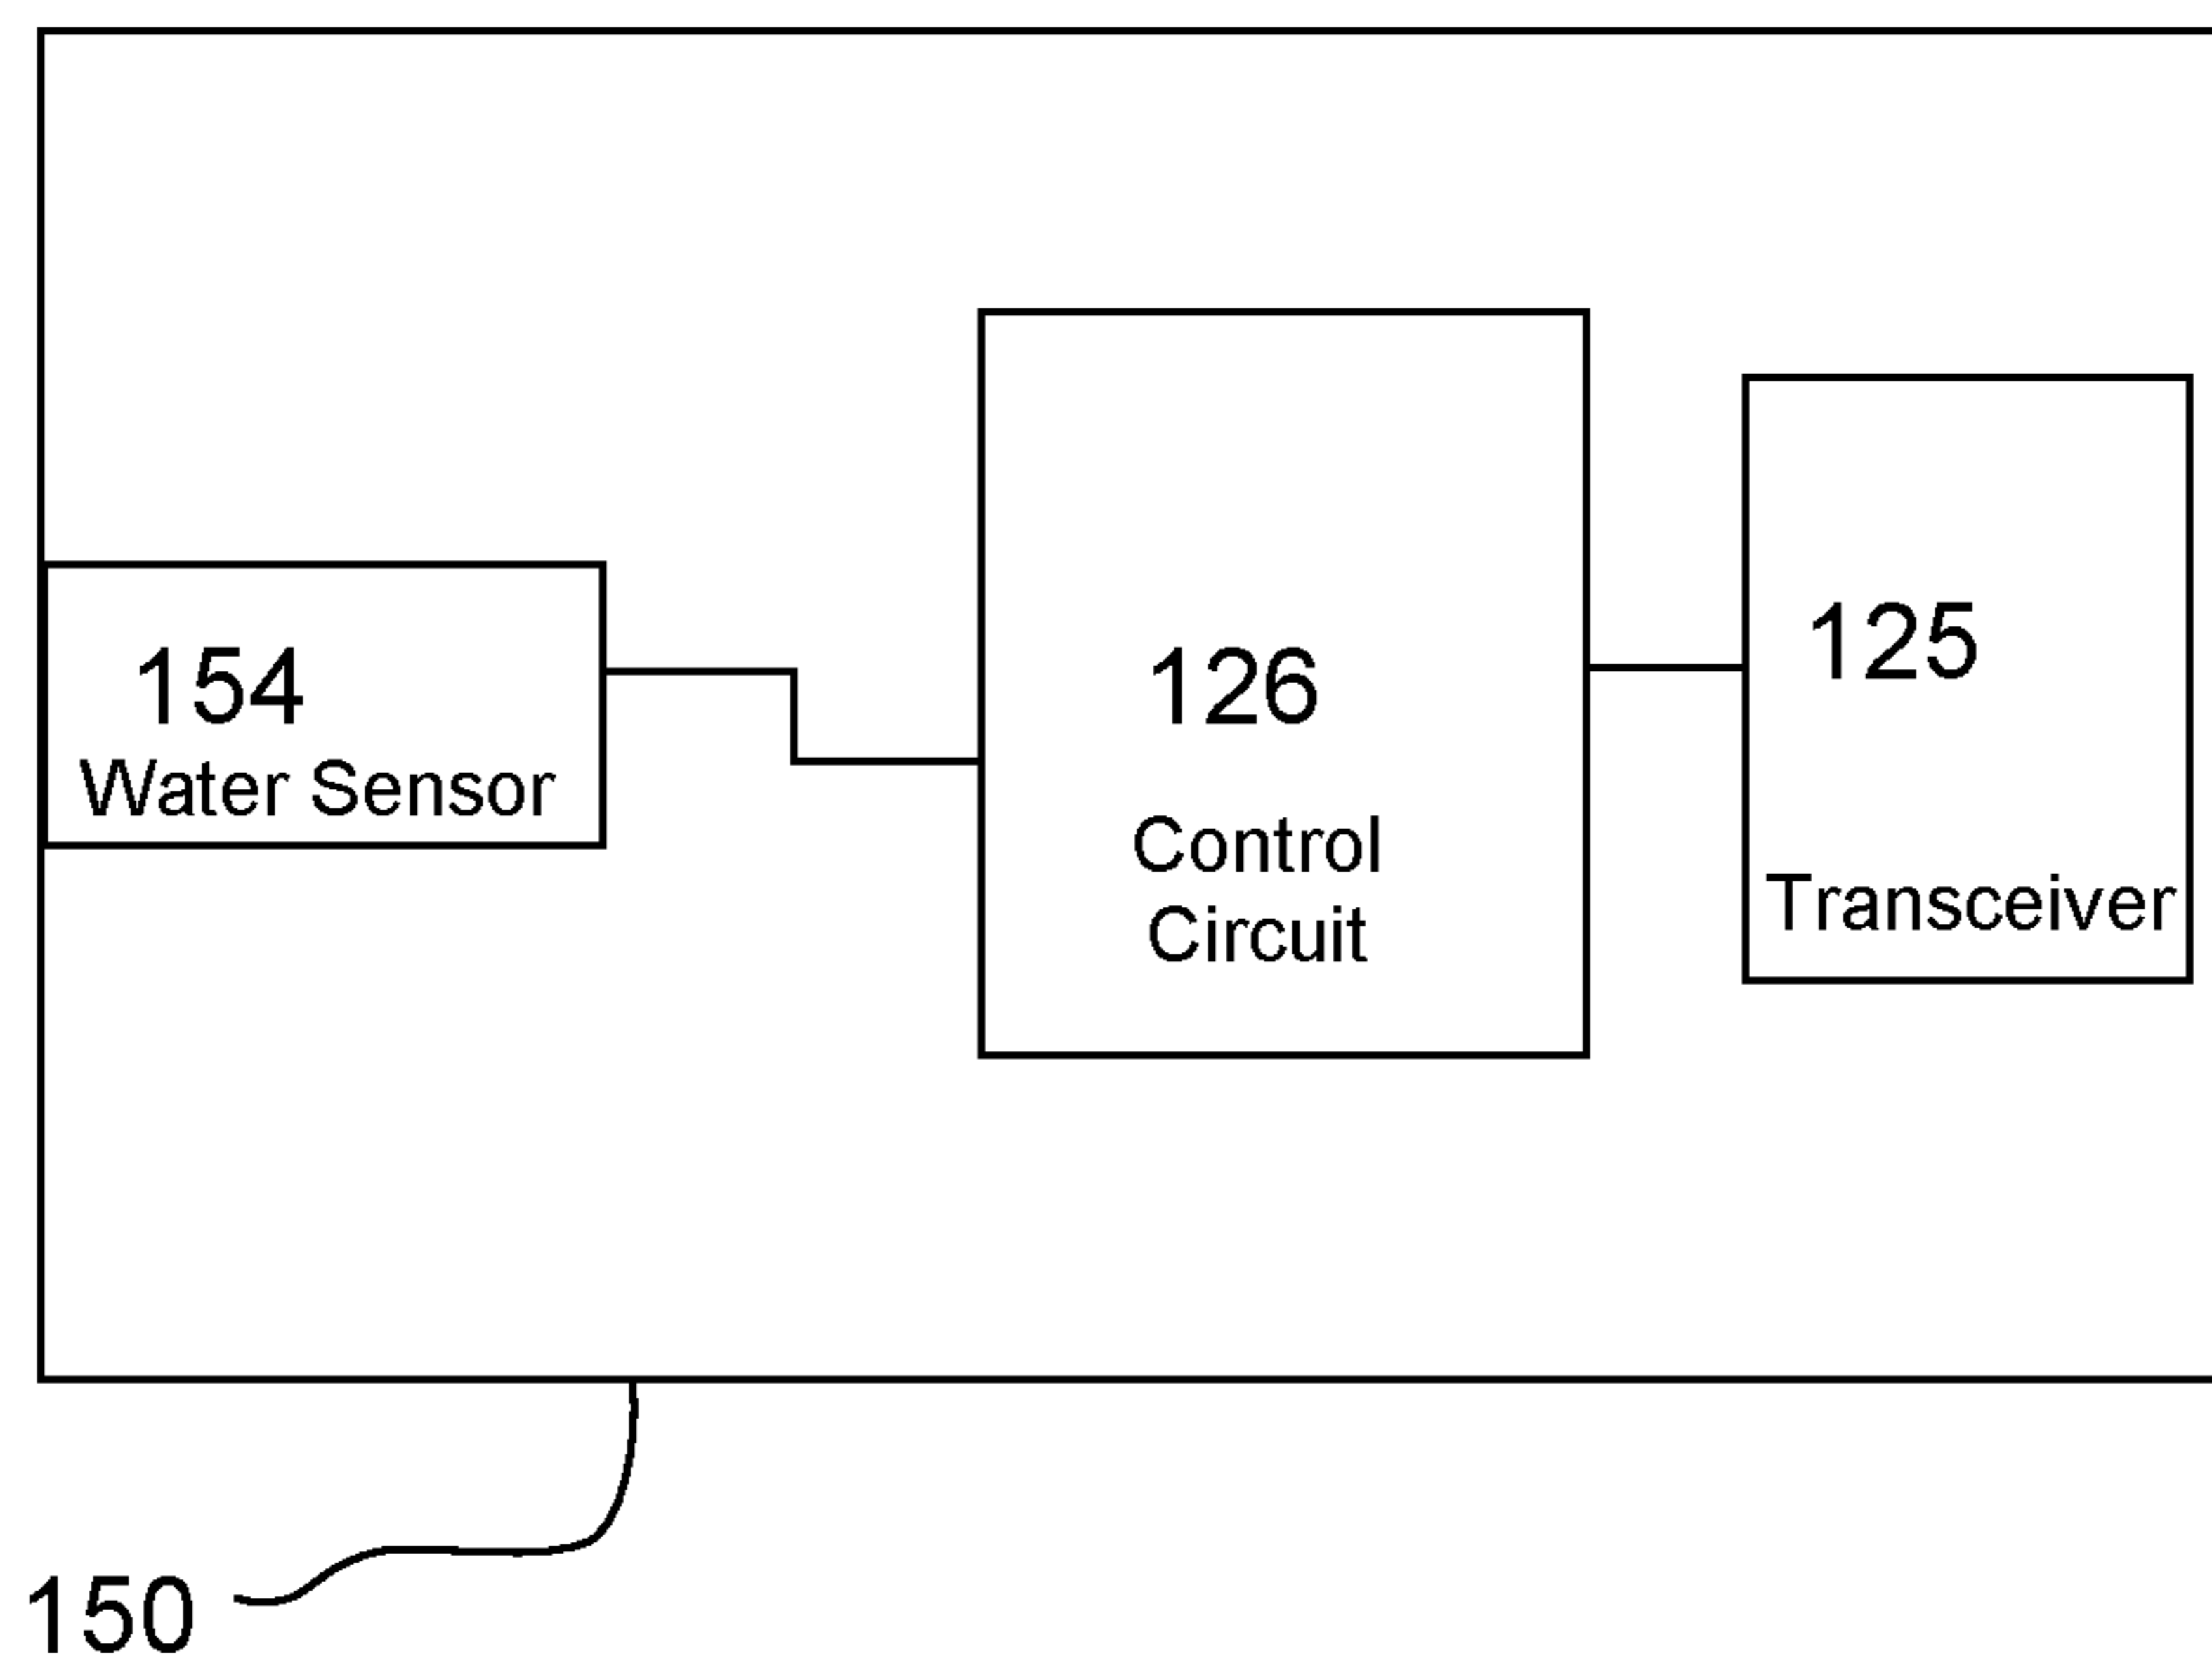 154
Water Sensor
126
Control
Circuit
125
Transceiver
150